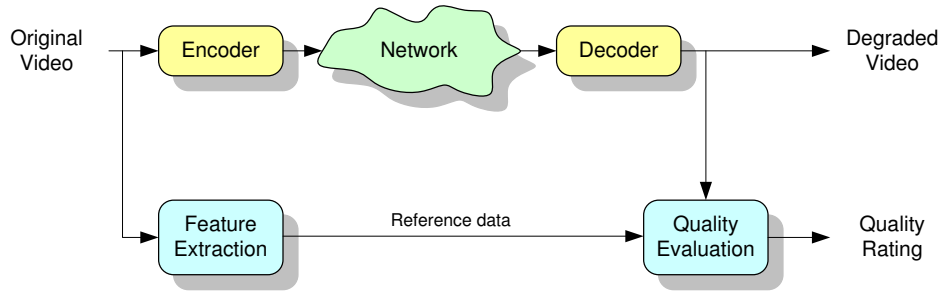 Original
Video
Encoder
Network
Decoder
Degraded
Video
Feature
Extraction
Reference data
Quality
Evaluation
Quality
Rating